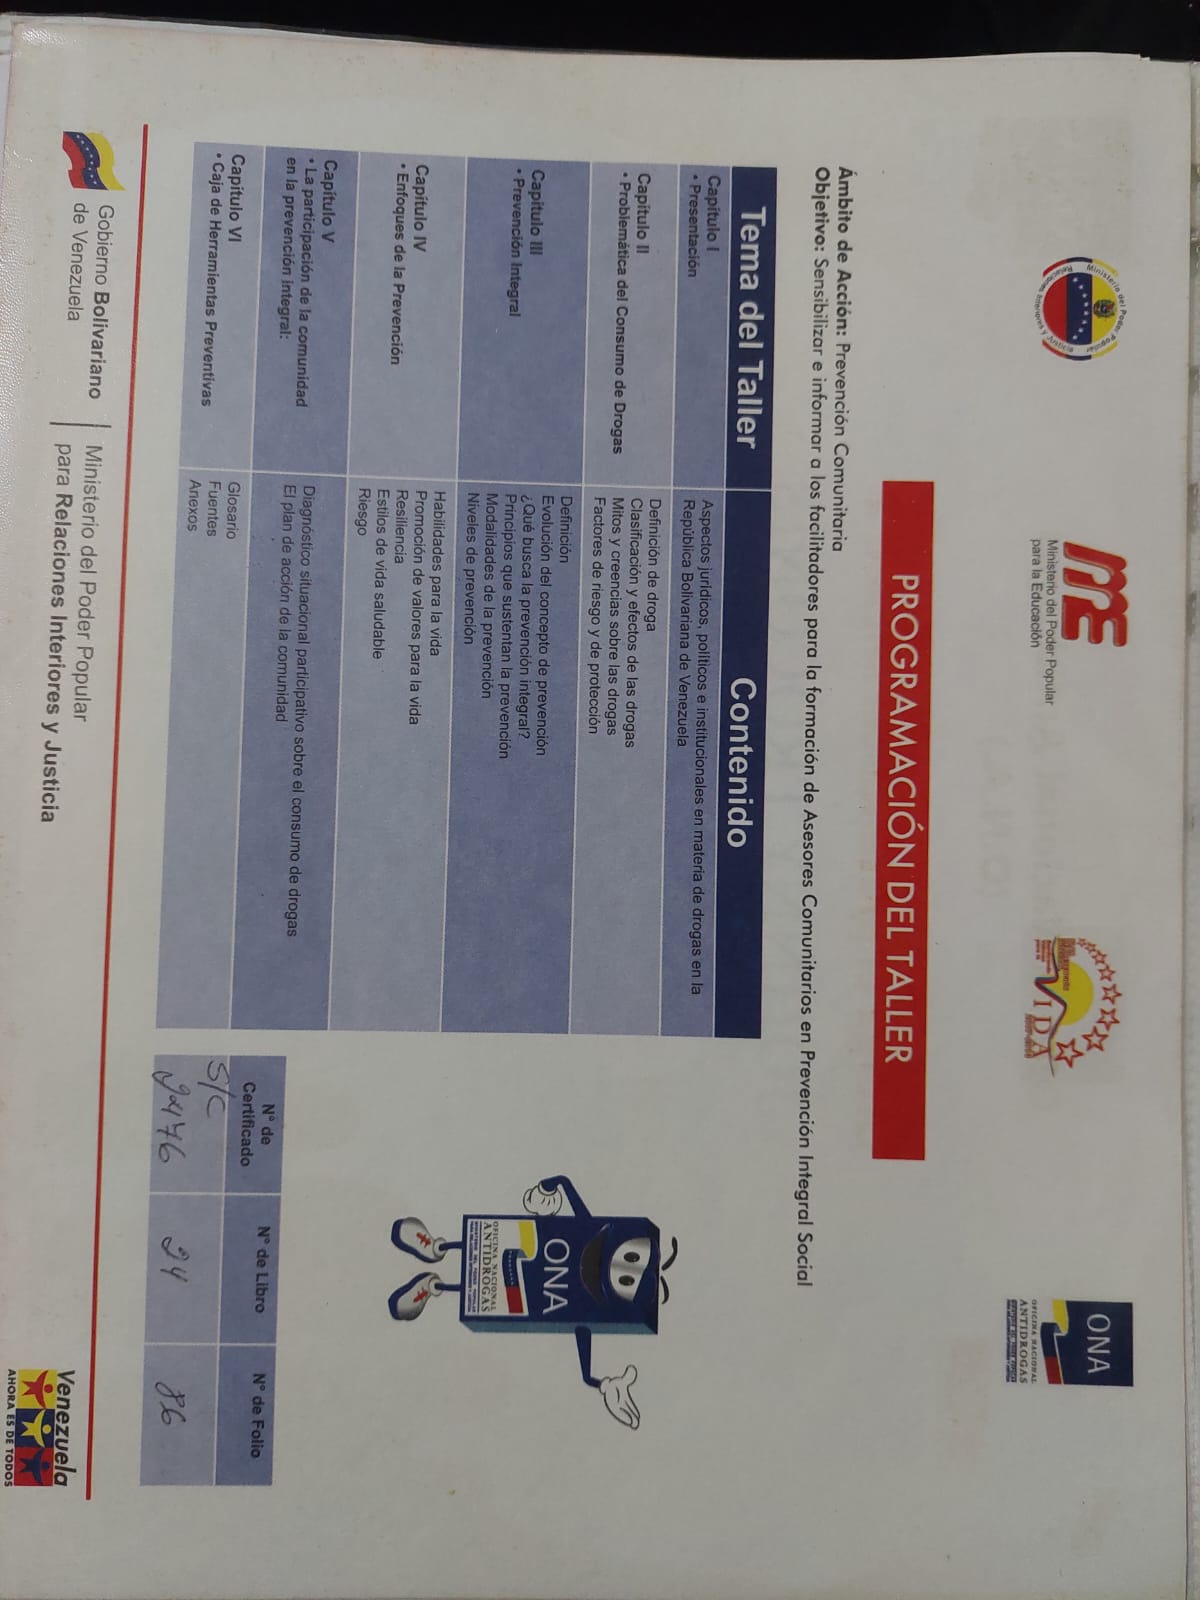 Ministerio del Poder Popular
para la Educación
VIDA
ONA
OFICINA NACIONAL
ANTIDROGAS
PROGRAMACIÓN DEL TALLER
Ámbito de Acción: Prevención Comunitaria
Objetivo: Sensibilizar e informar a los facilitadores para la formación de Asesores Comunitarios en Prevención Integral Social
Tema del Taller
Contenido
Capítulo I
• Presentación
Aspectos jurídicos, políticos e institucionales en materia de drogas en la
República Bolivariana de Venezuela
Capítulo II
• Problemática del Consumo de Drogas
Definición de droga
Clasificación y efectos de las drogas
Mitos y creencias sobre las drogas
Factores de riesgo y de protección
Capítulo III
• Prevención Integral
Definición
Evolución del concepto de prevención
¿Qué busca la prevención integral?
Principios que sustentan la prevención
Modalidades de la prevención
Niveles de prevención
Capítulo IV
• Enfoques de la Prevención
Habilidades para la vida
Promoción de valores para la vida
Resiliencia
Estilos de vida saludable
Riesgo
Capítulo V
• La participación de la comunidad
en la prevención integral:
Diagnóstico situacional participativo sobre el consumo de drogas
El plan de acción de la comunidad
Capítulo VI
• Caja de Herramientas Preventivas
Glosario
Fuentes
Anexos
ONA
OFICINA NACIONAL
ANTIDROGAS
N° de
Certificado
N° de Libro
N° de Folio
S/C
2476
24
86
Gobierno Bolivariano
de Venezuela
Ministerio del Poder Popular
para Relaciones Interiores y Justicia
Venezuela
AHORA ES DE TODOS